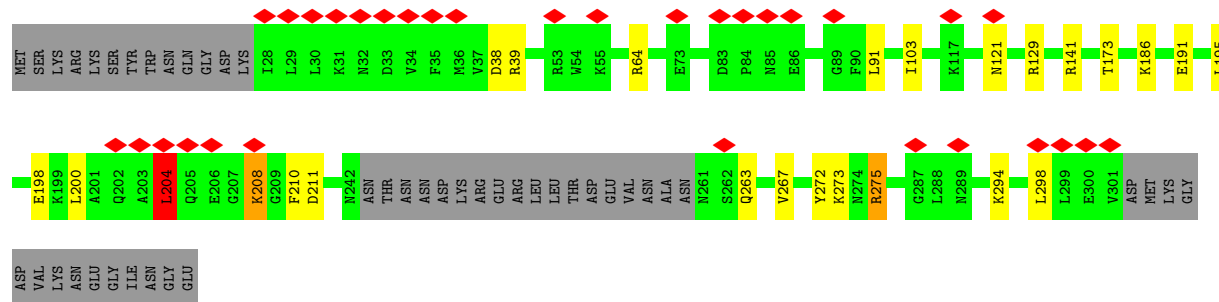 MET SER LYS ARG LYS SER TYR TRP ASN GLN GLY ASP LYS I28 L29 L30 K31 N32 D33 V34 F35 M36 V37 D38 R39 R53 W54 K55 R64 E73 D83 P84 N85 E86 G89 F90 L91 I103 K117 N121 R129 R141 T173 K186 E191 L195
E198 K199 L200 A201 Q202 A203 L204 Q205 E206 G207 K208 G209 F210 D211 N242 ASN THR ASN ASN ASP LYS ARG GLU ARG LEU LEU THR ASP GLU VAL ASN ALA ASN N261 S262 Q263 V267 Y272 K273 N274 R275 G287 L288 N289 K294 L298 L299 E300 V301 ASP MET LYS GLY
ASP VAL LYS ASN GLU GLY ILE ASN GLY GLU